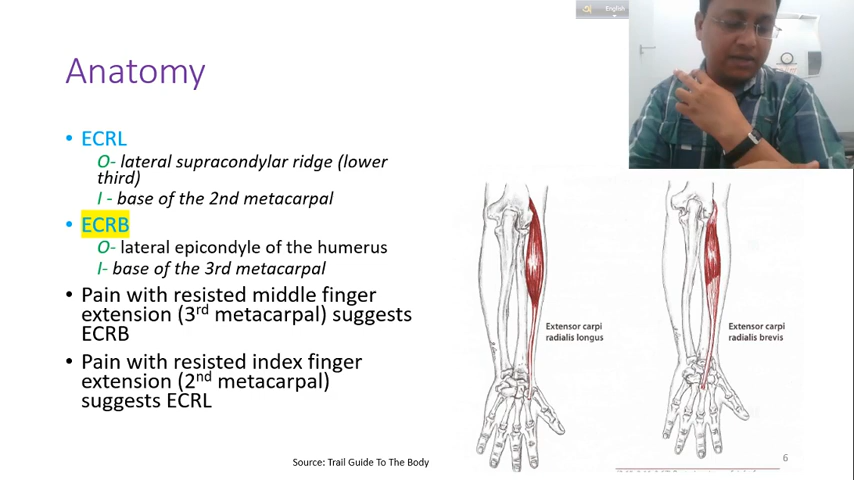 English
Anatomy
• ECRL
O- lateral supracondylar ridge (lower
third)
I - base of the 2nd metacarpal
• ECRB
O- lateral epicondyle of the humerus
I- base of the 3rd metacarpal
• Pain with resisted middle finger
extension (3rd metacarpal) suggests
ECRB
• Pain with resisted index finger
extension (2nd metacarpal)
suggests ECRL
Extensor carpi
radialis longus
Extensor carpi
radialis brevis
Source: Trail Guide To The Body
6